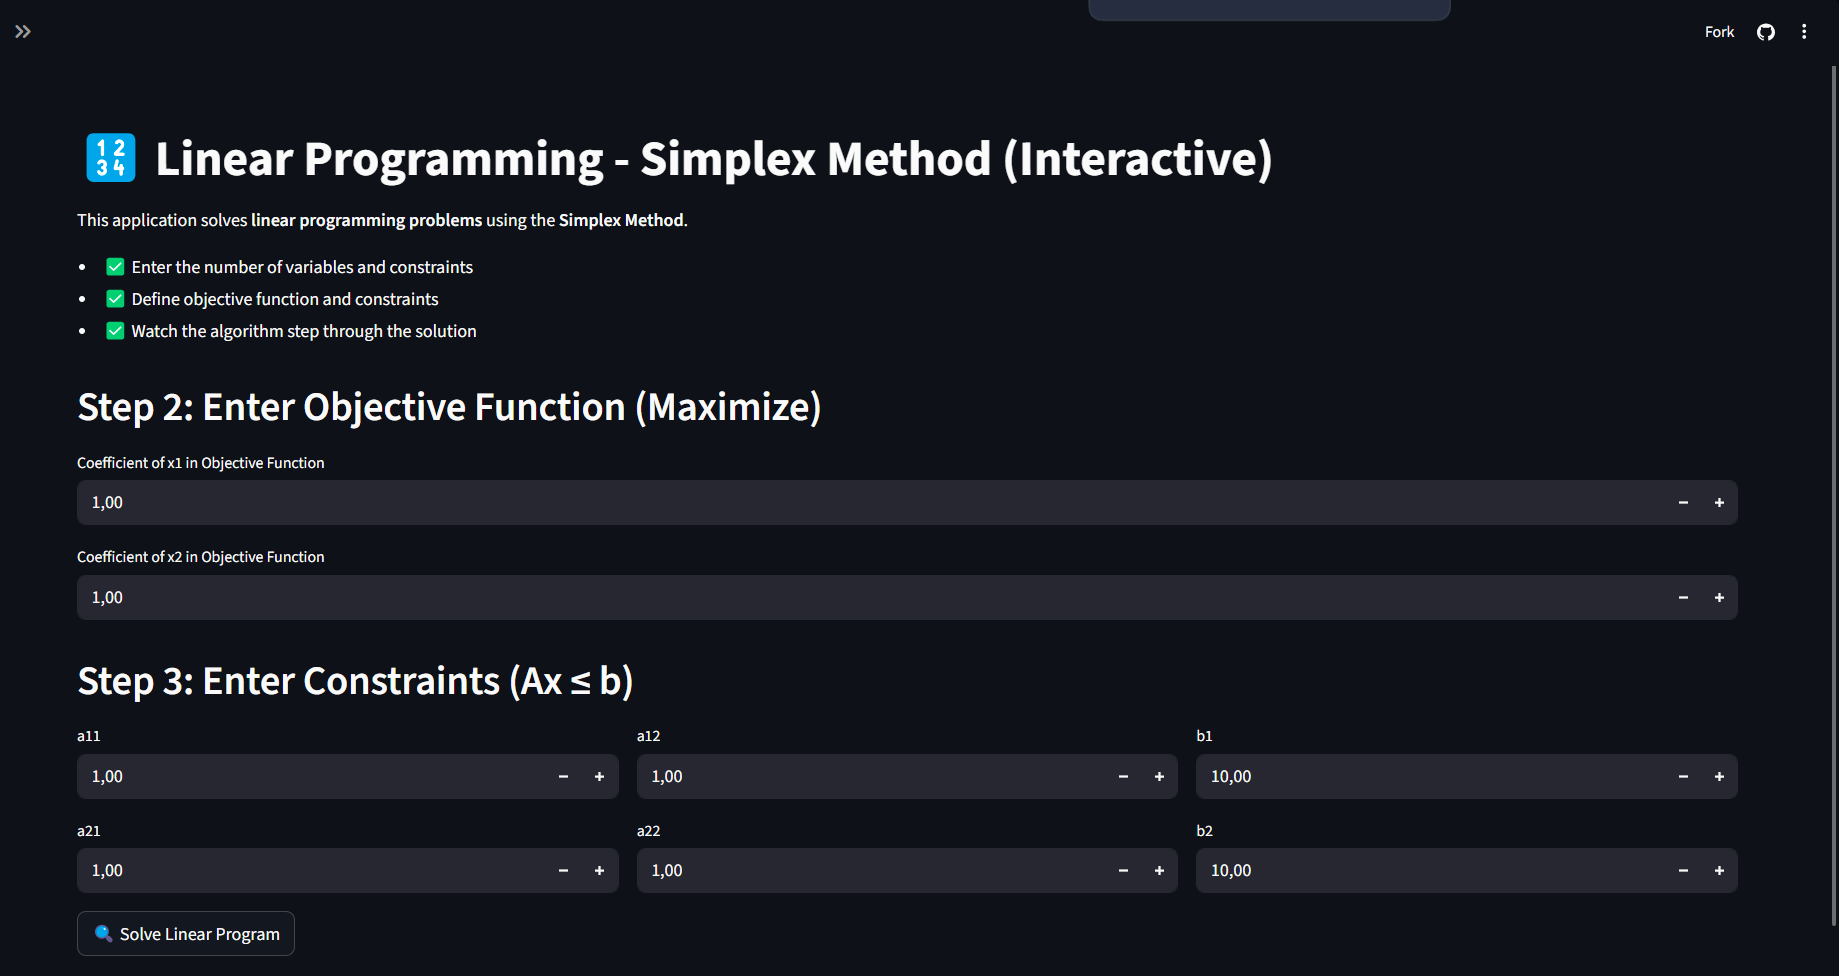 Fork
Linear Programming - Simplex Method (Interactive)
This application solves linear programming problems using the Simplex Method.
Enter the number of variables and constraints
Define objective function and constraints
Watch the algorithm step through the solution
Step 2: Enter Objective Function (Maximize)
Coefficient of x1 in Objective Function
1,00
Coefficient of x2 in Objective Function
1,00
Step 3: Enter Constraints (Ax ≤ b)
a11 a12 b1
1,00 1,00 10,00
a21 a22 b2
1,00 1,00 10,00
Solve Linear Program